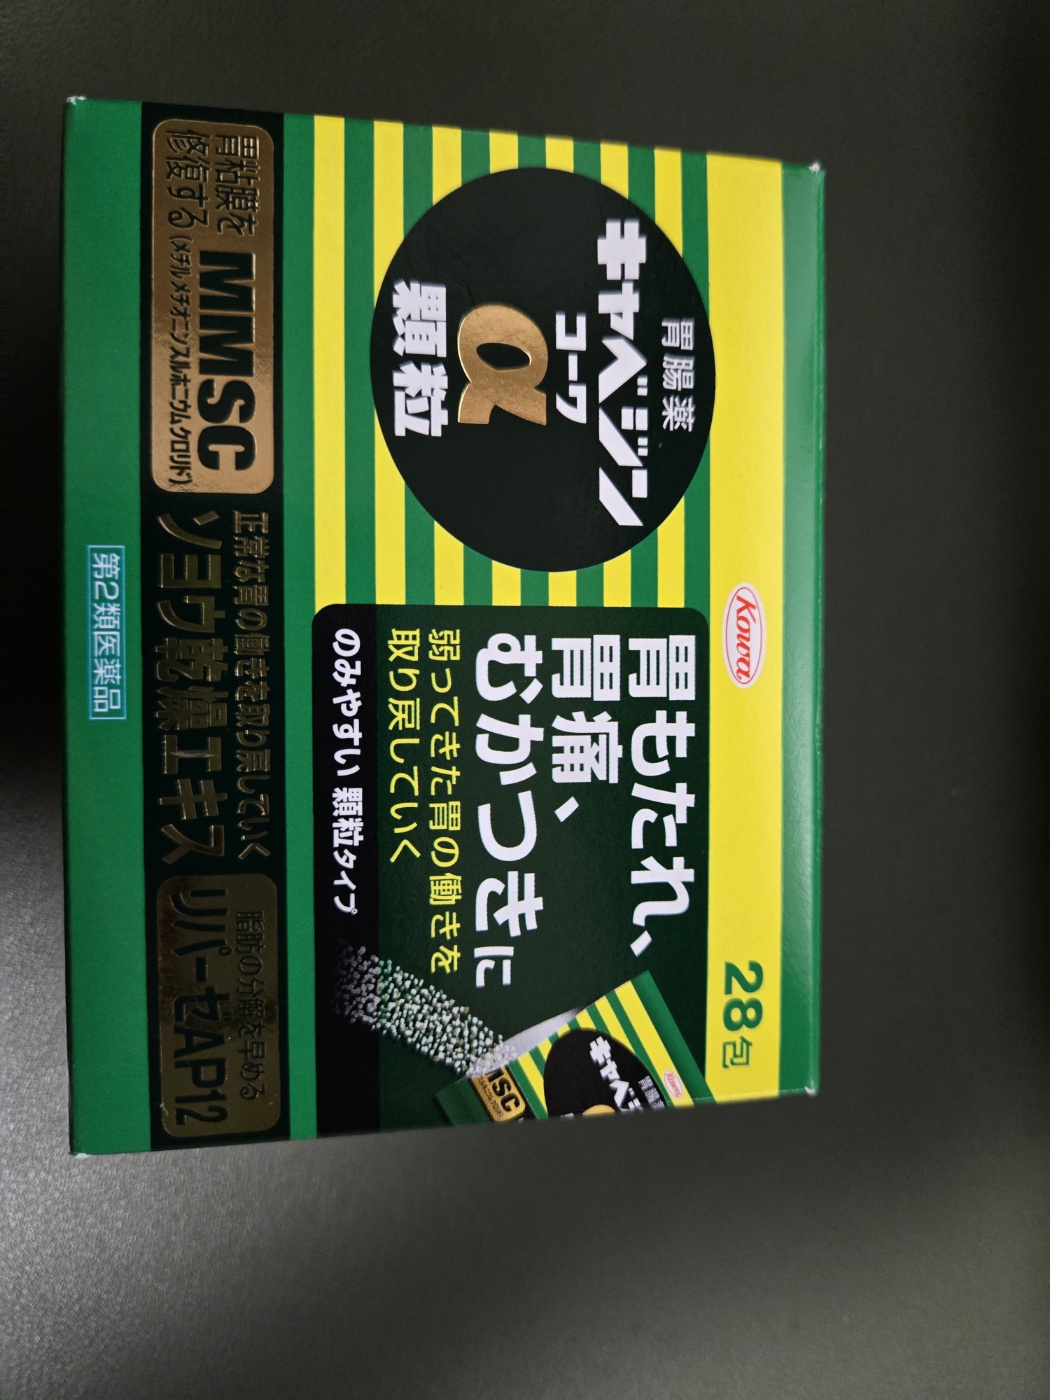 Kowa
28包
胃腸薬
キャベジン
コーワ
α
顆粒
胃もたれ、
胃痛、
むかつきに
弱ってきた胃の働きを
取り戻していく
のみやすい 顆粒タイプ
Kowa
キャベ
MSC
胃粘膜を
修復する
MMSC
(メチルメチオニンスルホニウムクロリド)
正常な胃の働きを取り戻していく
ソヨウ乾燥エキス
脂肪の分解を早める
リパーゼAP12
第2類医薬品